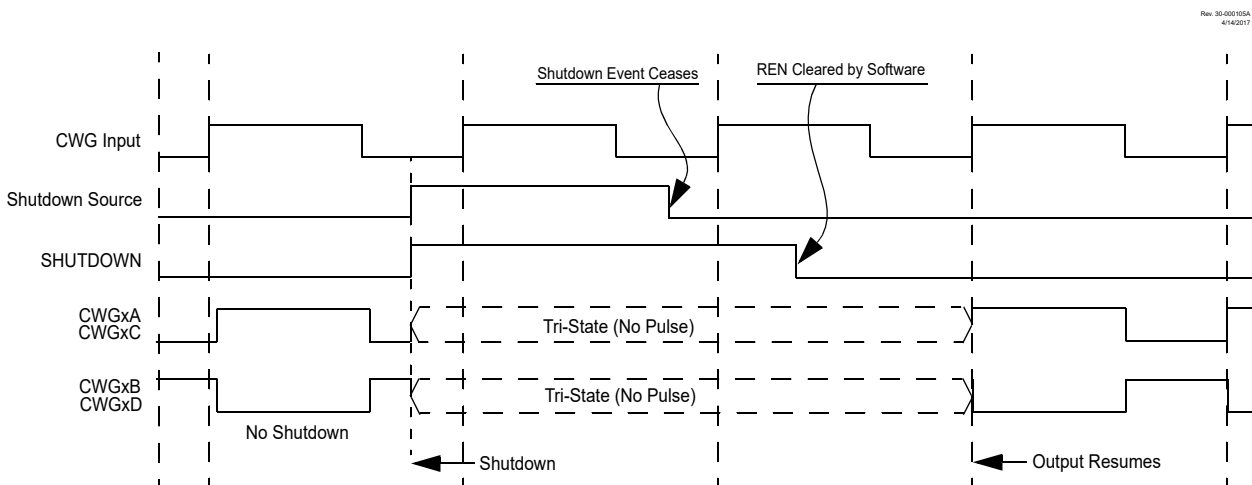 Rev. 30-000105A
4/14/2017
Shutdown Event Ceases
REN Cleared by Software
CWG Input
Shutdown Source
SHUTDOWN
CWGxA
CWGxC
Tri-State (No Pulse)
CWGxB
CWGxD
Tri-State (No Pulse)
No Shutdown
Shutdown
Output Resumes